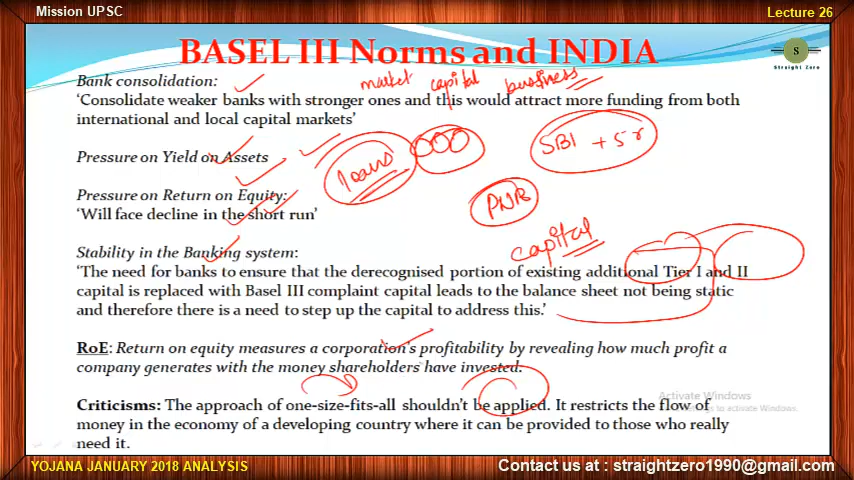 Mission UPSC
Lecture 26
BASEL III Norms and INDIA
Straight Zero
Bank consolidation:
market capital business
'Consolidate weaker banks with stronger ones and this would attract more funding from both
international and local capital markets'
SBI + 5
Pressure on Yield on Assets
loans
Pressure on Return on Equity:
PNB
'Will face decline in the short run'
capital
Stability in the Banking system:
'The need for banks to ensure that the derecognised portion of existing additional Tier I and II
capital is replaced with Basel III complaint capital leads to the balance sheet not being static
and therefore there is a need to step up the capital to address this.'
RoE: Return on equity measures a corporation's profitability by revealing how much profit a
company generates with the money shareholders have invested.
Activate Windows
Criticisms: The approach of one-size-fits-all shouldn't be applied. It restricts the flow of
to Settings to activate Windows.
money in the economy of a developing country where it can be provided to those who really
need it.
YOJANA JANUARY 2018 ANALYSIS
Contact us at : straightzero1990@gmail.com